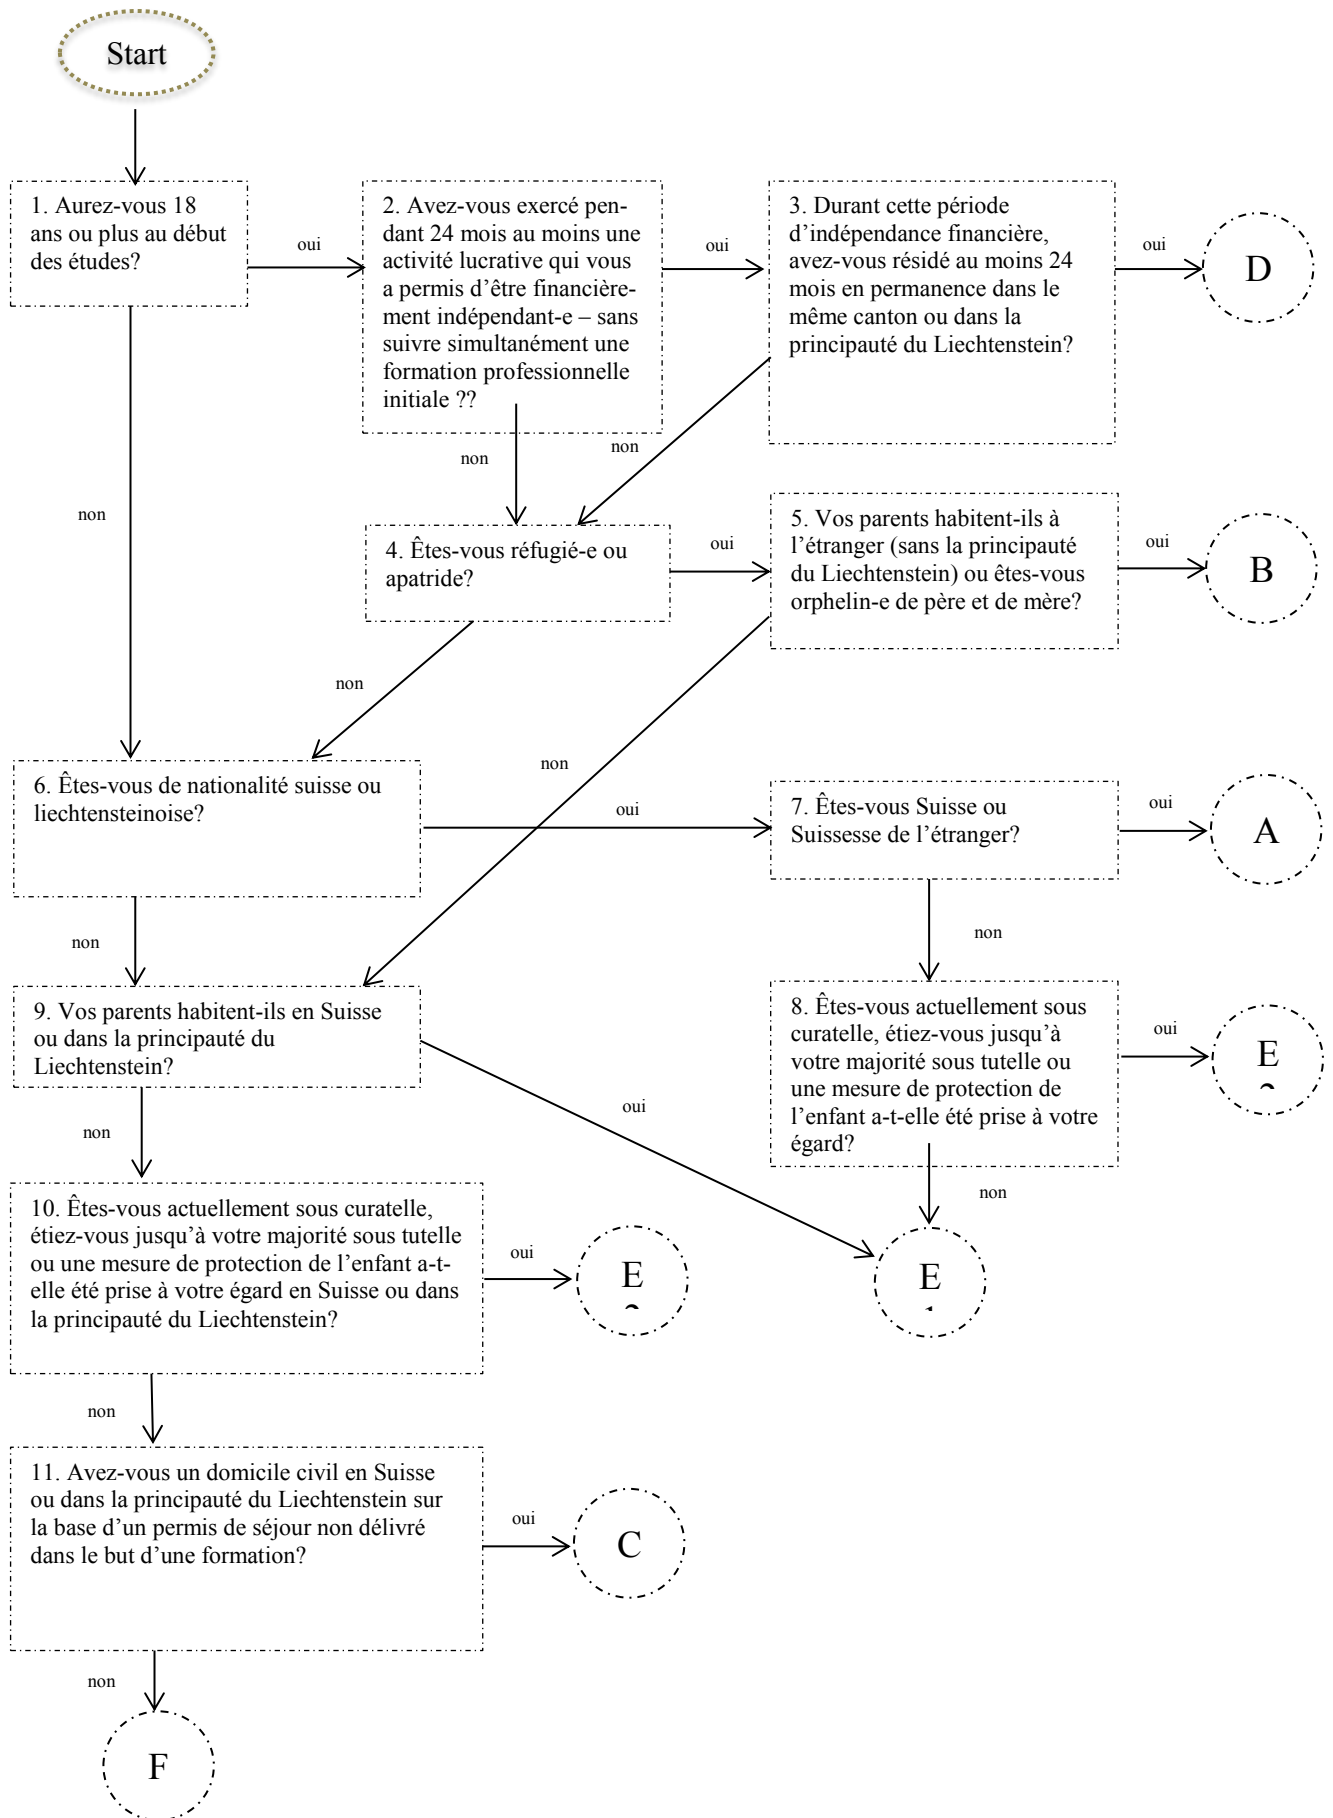 Start
1. Aurez-vous 18
ans ou plus au début
des études?
oui
2. Avez-vous exercé pen-
dant 24 mois au moins une
activité lucrative qui vous
a permis d'être financière-
ment indépendant-e – sans
suivre simultanément une
formation professionnelle
initiale ??
oui
3. Durant cette période
d'indépendance financière,
avez-vous résidé au moins 24
mois en permanence dans le
même canton ou dans la
principauté du Liechtenstein?
oui
D
non
non
non
4. Êtes-vous réfugié-e ou
apatride?
oui
5. Vos parents habitent-ils à
l'étranger (sans la principauté
du Liechtenstein) ou êtes-vous
orphelin-e de père et de mère?
oui
B
non
non
6. Êtes-vous de nationalité suisse ou
liechtensteinoise?
oui
7. Êtes-vous Suisse ou
Suissesse de l'étranger?
oui
A
non
non
9. Vos parents habitent-ils en Suisse
ou dans la principauté du
Liechtenstein?
8. Êtes-vous actuellement sous
curatelle, étiez-vous jusqu'à
votre majorité sous tutelle ou
une mesure de protection de
l'enfant a-t-elle été prise à votre
égard?
oui
E
oui
non
non
10. Êtes-vous actuellement sous curatelle,
étiez-vous jusqu'à votre majorité sous tutelle
ou une mesure de protection de l'enfant a-t-
elle été prise à votre égard en Suisse ou dans
la principauté du Liechtenstein?
oui
E
E
non
11. Avez-vous un domicile civil en Suisse
ou dans la principauté du Liechtenstein sur
la base d'un permis de séjour non délivré
dans le but d'une formation?
oui
C
non
F